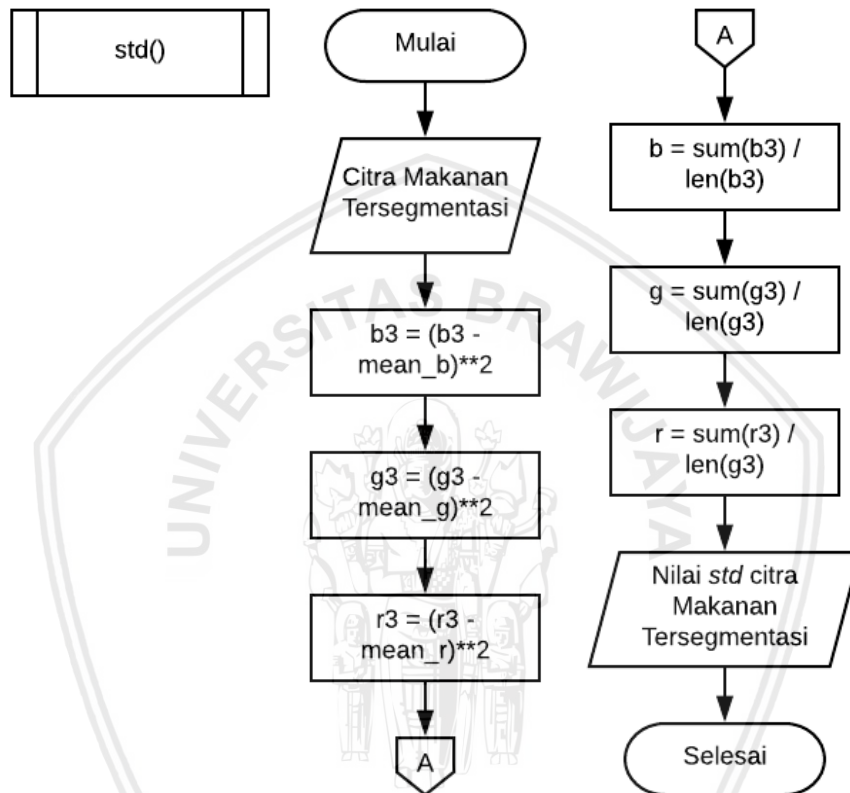 std()
Mulai
Citra Makanan
Tersegmentasi
b3 = (b3 -
mean_b)**2
g3 = (g3 -
mean_g)**2
r3 = (r3 -
mean_r)**2
A
A
b = sum(b3) /
len(b3)
g = sum(g3) /
len(g3)
r = sum(r3) /
len(g3)
Nilai std citra
Makanan
Tersegmentasi
Selesai
UNIVERSITAS BRAWIJAYA